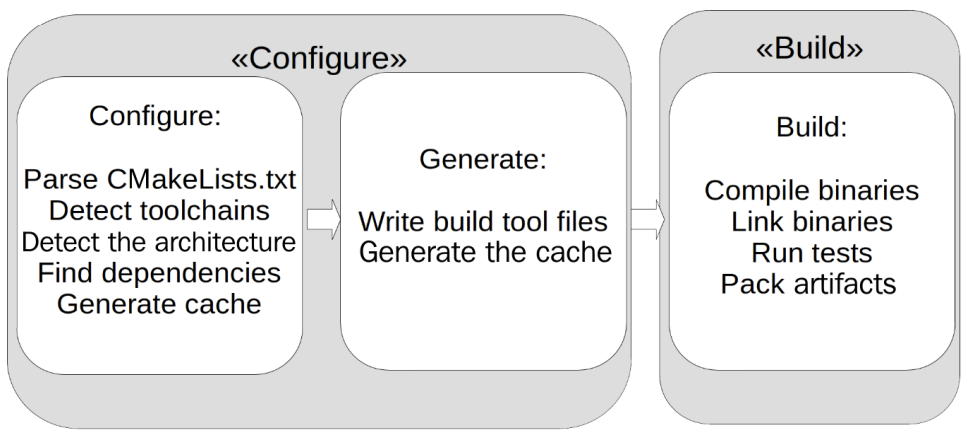 «Configure»
Configure:
Parse CMakeLists.txt
Detect toolchains
Detect the architecture
Find dependencies
Generate cache
Generate:
Write build tool files
Generate the cache
«Build»
Build:
Compile binaries
Link binaries
Run tests
Pack artifacts